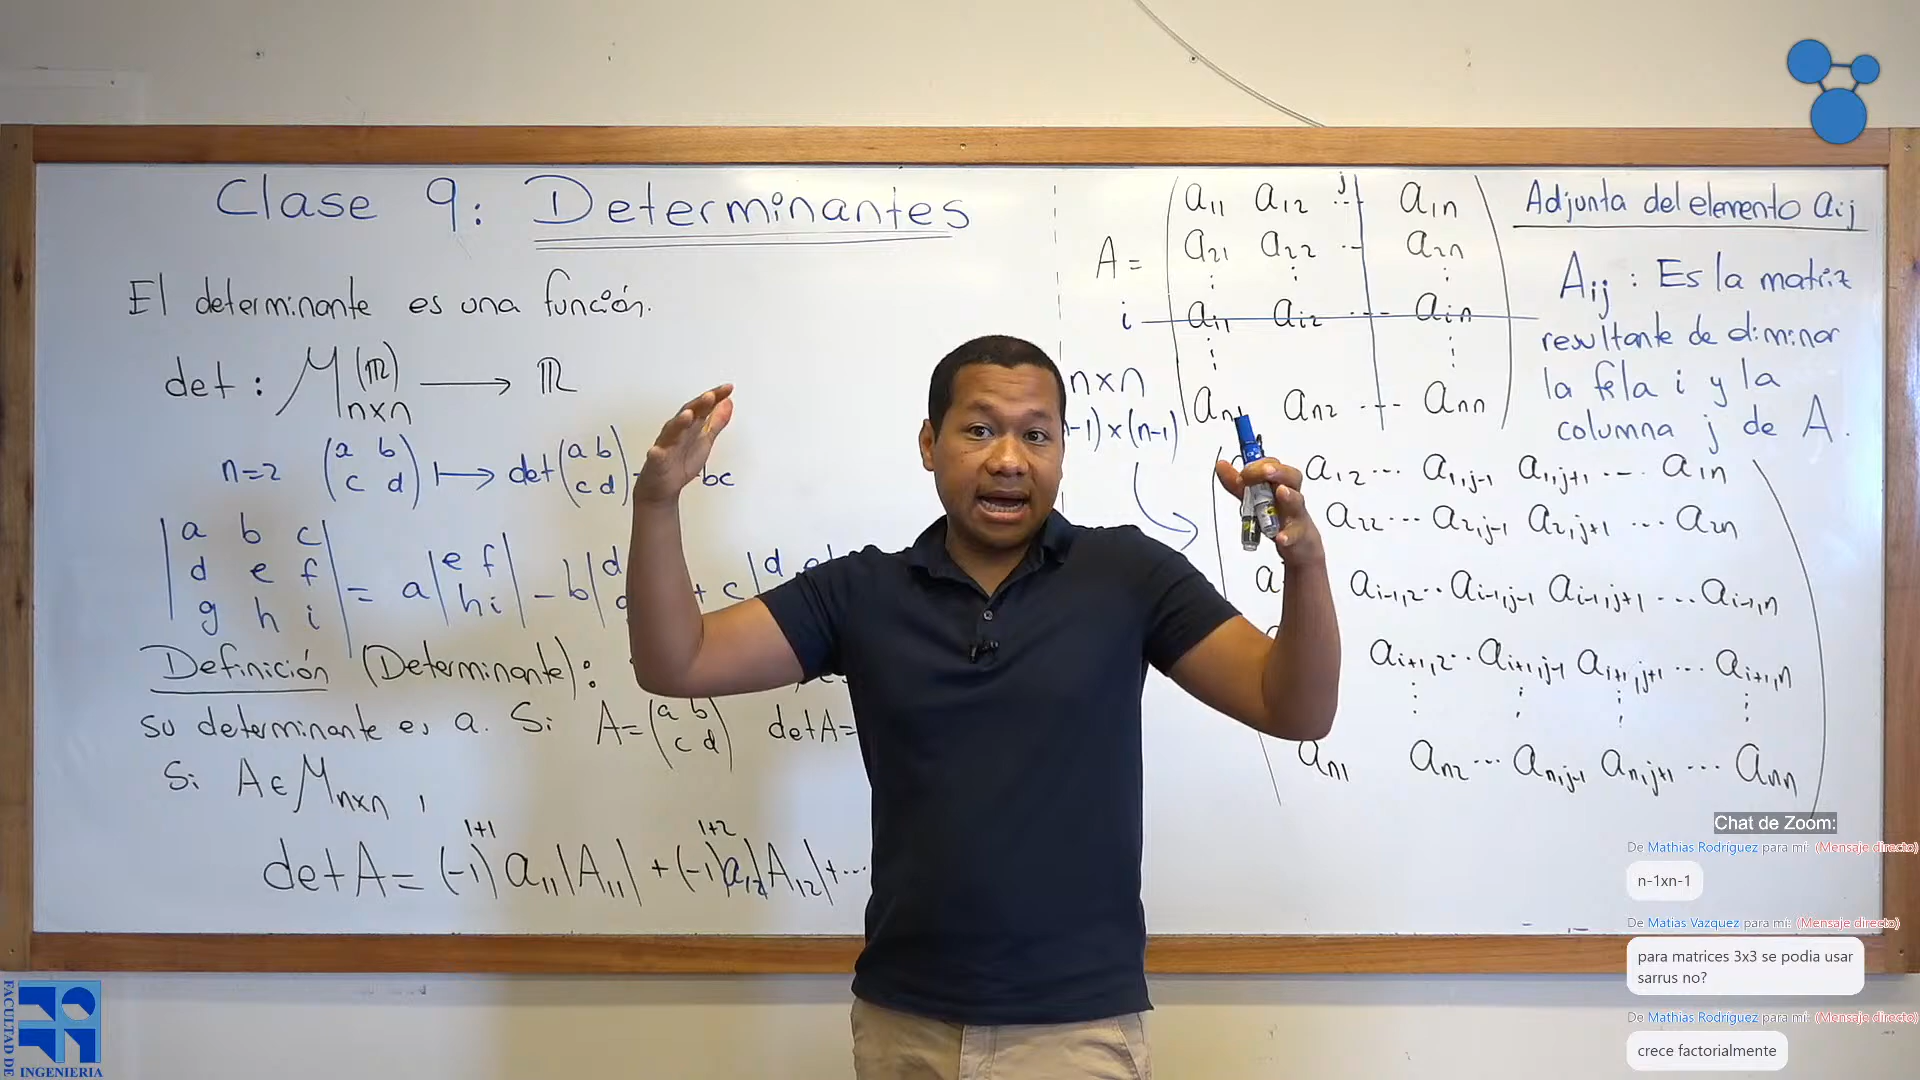 Clase 9: Determinantes
El determinante es una función.
det : M nxn (ℝ) ⟶ ℝ
n=2 (a b c d) ⟼ det(a b c d) bc
|a b c
d e f
g h i| = a|e f h i| - b|d + c|d
Definición (Determinante):
su determinante es a. Si A=(a b c d) detA=
Si A ∈ M nxn ,
detA = (-1)^1+1 a11|A11| + (-1)^1+2 a12|A12| + ...
j
a11 a12 ... a1n
A = a21 a22 ... a2n
i ai1 ai2 ... ain
an1 an2 ... ann
nxn
-1)x(n-1)
Adjunta del elemento aij
Aij : Es la matriz
resultante de eliminar
la fila i y la
columna j de A.
a12 ... a1,j-1 a1,j+1 ... a1n
a22 ... a2,j-1 a2,j+1 ... a2n
ai-1,2 ... ai-1,j-1 ai-1,j+1 ... ai-1,n
ai+1,2 ... ai+1,j-1 ai+1,j+1 ... ai+1,n
an1 an2 ... an,j-1 an,j+1 ... ann
Chat de Zoom:
De Mathias Rodríguez para mí: (Mensaje directo)
n-1xn-1
De Matias Vazquez para mí: (Mensaje directo)
para matrices 3x3 se podia usar
sarrus no?
De Mathias Rodríguez para mí: (Mensaje directo)
crece factorialmente
FACULTAD DE
INGENIERIA